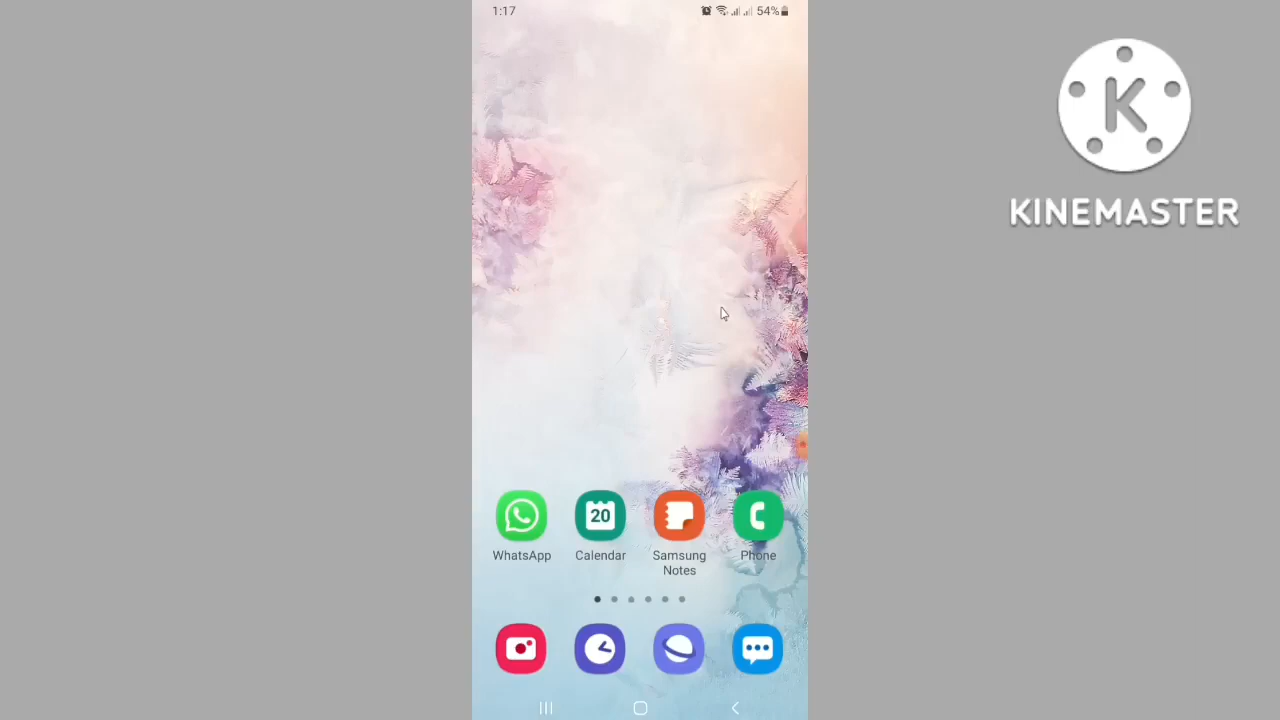 1:17
54%
KINEMASTER
20
WhatsApp
Calendar
Samsung
Notes
Phone